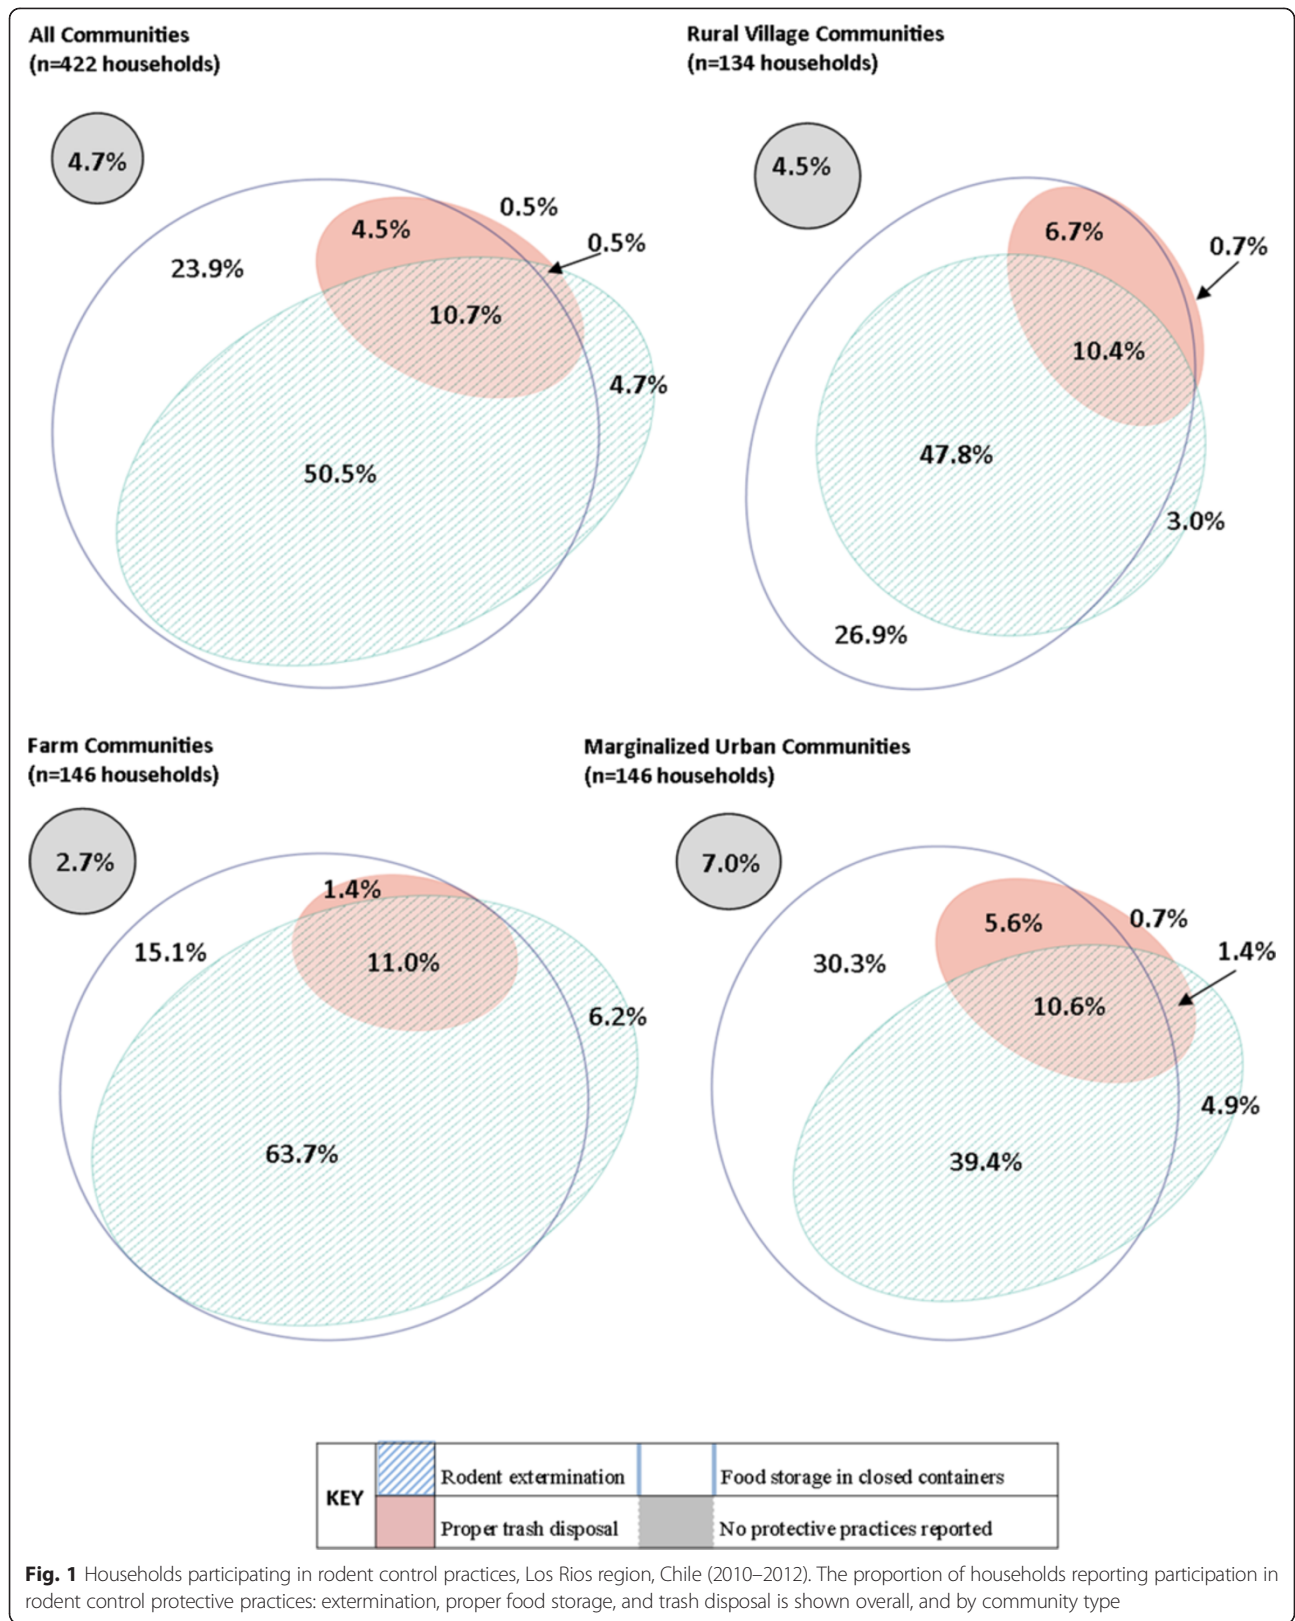 All Communities
(n=422 households)
4.7%
23.9%
4.5%
0.5%
0.5%
10.7%
4.7%
50.5%
Rural Village Communities
(n=134 households)
4.5%
6.7%
0.7%
10.4%
47.8%
3.0%
26.9%
Farm Communities
(n=146 households)
2.7%
1.4%
15.1%
11.0%
6.2%
63.7%
Marginalized Urban Communities
(n=146 households)
7.0%
5.6%
0.7%
1.4%
30.3%
10.6%
4.9%
39.4%
KEY
Rodent extermination
Food storage in closed containers
Proper trash disposal
No protective practices reported
Fig. 1 Households participating in rodent control practices, Los Rios region, Chile (2010–2012). The proportion of households reporting participation in
rodent control protective practices: extermination, proper food storage, and trash disposal is shown overall, and by community type